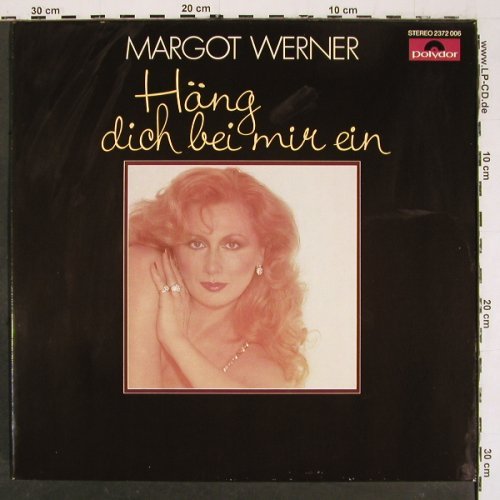 30 cm
20 cm
10 cm
MARGOT WERNER
STEREO 2372 006
Polydor
Häng
dich bei mir ein
www.LP-CD.de
10 cm
20 cm
30 cm